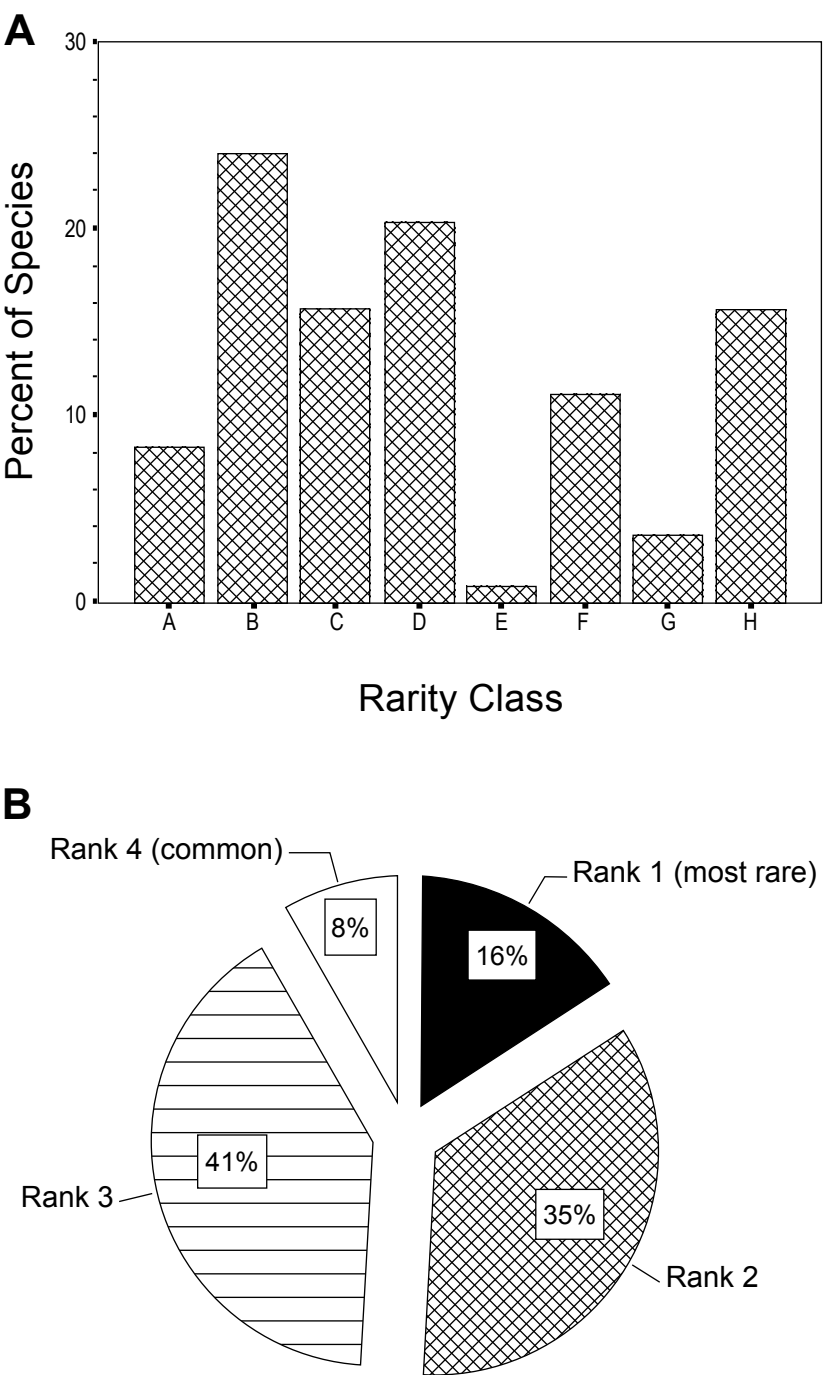 A
Percent of Species
30
20
10
0
A B C D E F G H
Rarity Class
B
Rank 4 (common)
Rank 1 (most rare)
8%
16%
41%
35%
Rank 3
Rank 2